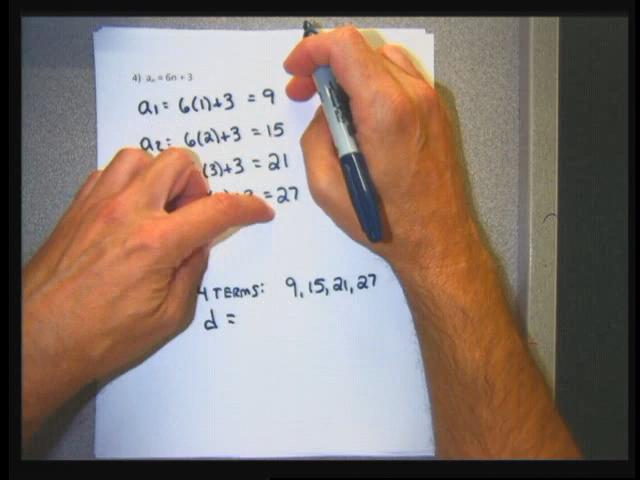 4) aₙ = 6n + 3
a₁ = 6(1)+3 = 9
a₂ = 6(2)+3 = 15
(3)+3 = 21
= 27
4 TERMS: 9, 15, 21, 27
d =